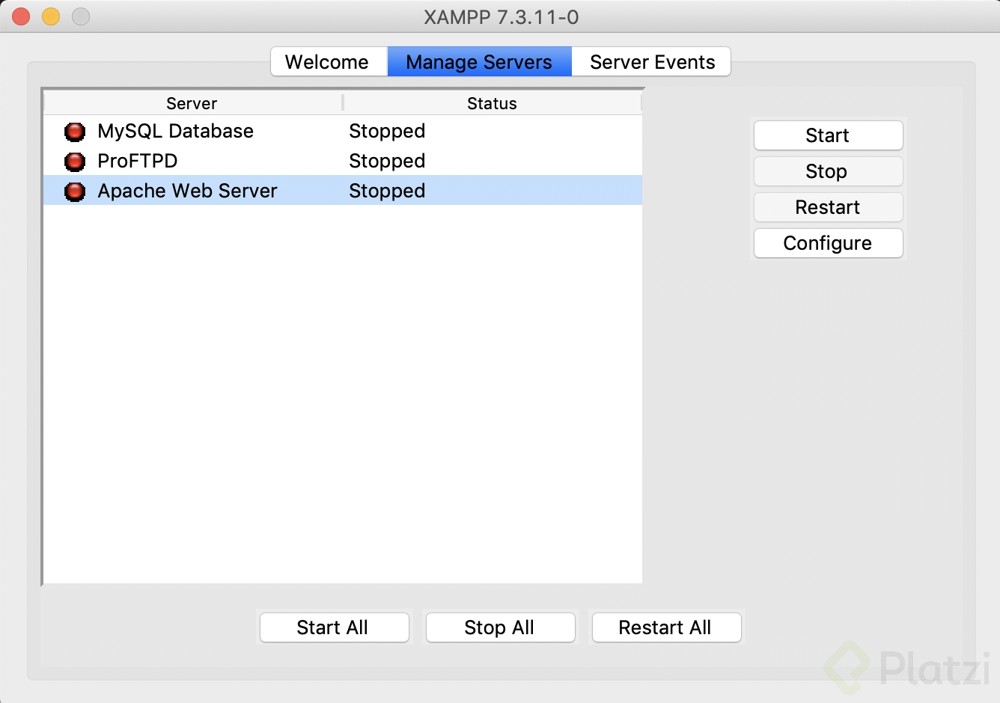 XAMPP 7.3.11-0
Welcome Manage Servers Server Events
Server Status
MySQL Database Stopped
ProFTPD Stopped
Apache Web Server Stopped
Start
Stop
Restart
Configure
Start All Stop All Restart All
Platzi